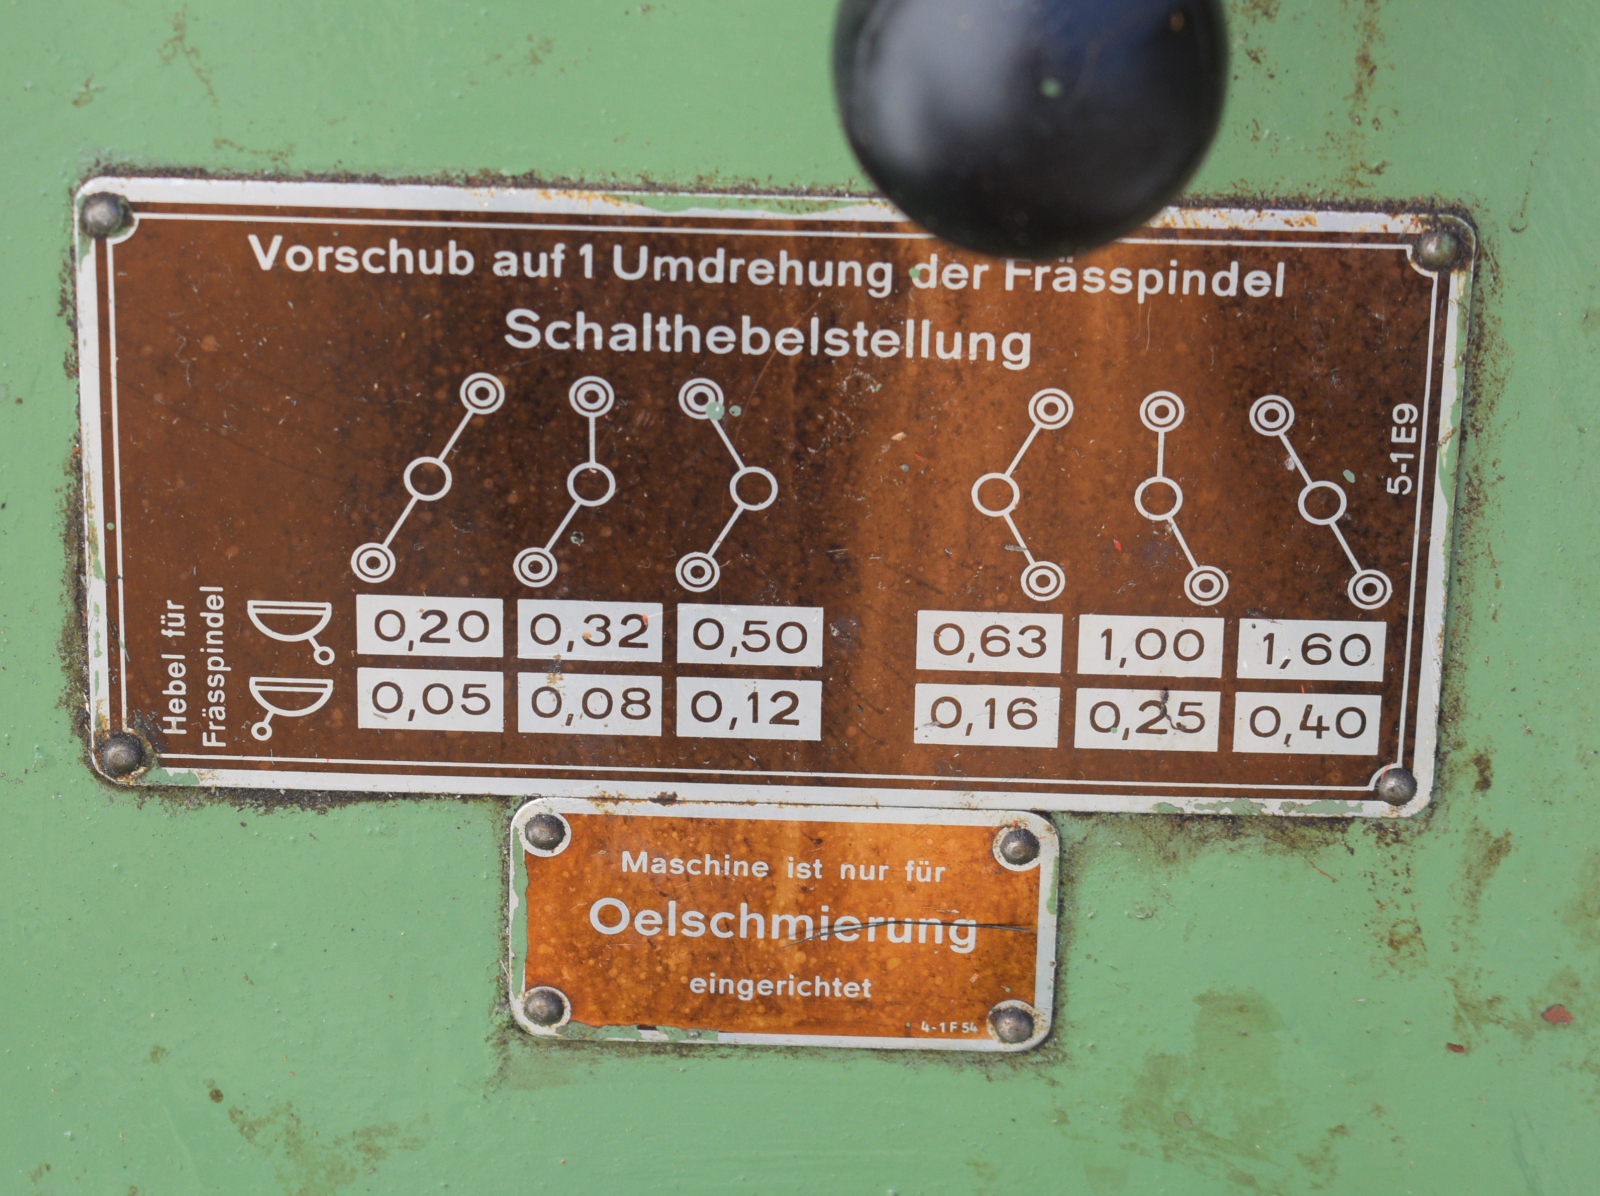 Vorschub auf 1 Umdrehung der Frässpindel
Schalthebelstellung
5-1E9
Hebel für
Frässpindel
0,20 0,32 0,50 0,63 1,00 1,60
0,05 0,08 0,12 0,16 0,25 0,40
Maschine ist nur für
Oelschmierung
eingerichtet
4-1F54